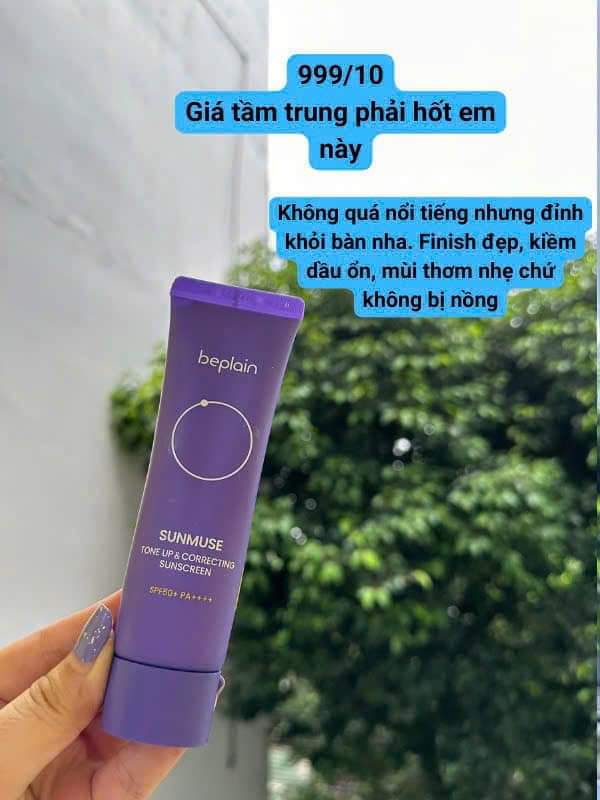 999/10
Giá tầm trung phải hốt em
này
Không quá nổi tiếng nhưng đỉnh
khỏi bàn nha. Finish đẹp, kiềm
dầu ổn, mùi thơm nhẹ chứ
không bị nồng
beplain
SUNMUSE
TONE UP & CORRECTING
SUNSCREEN
SPF50+ PA++++